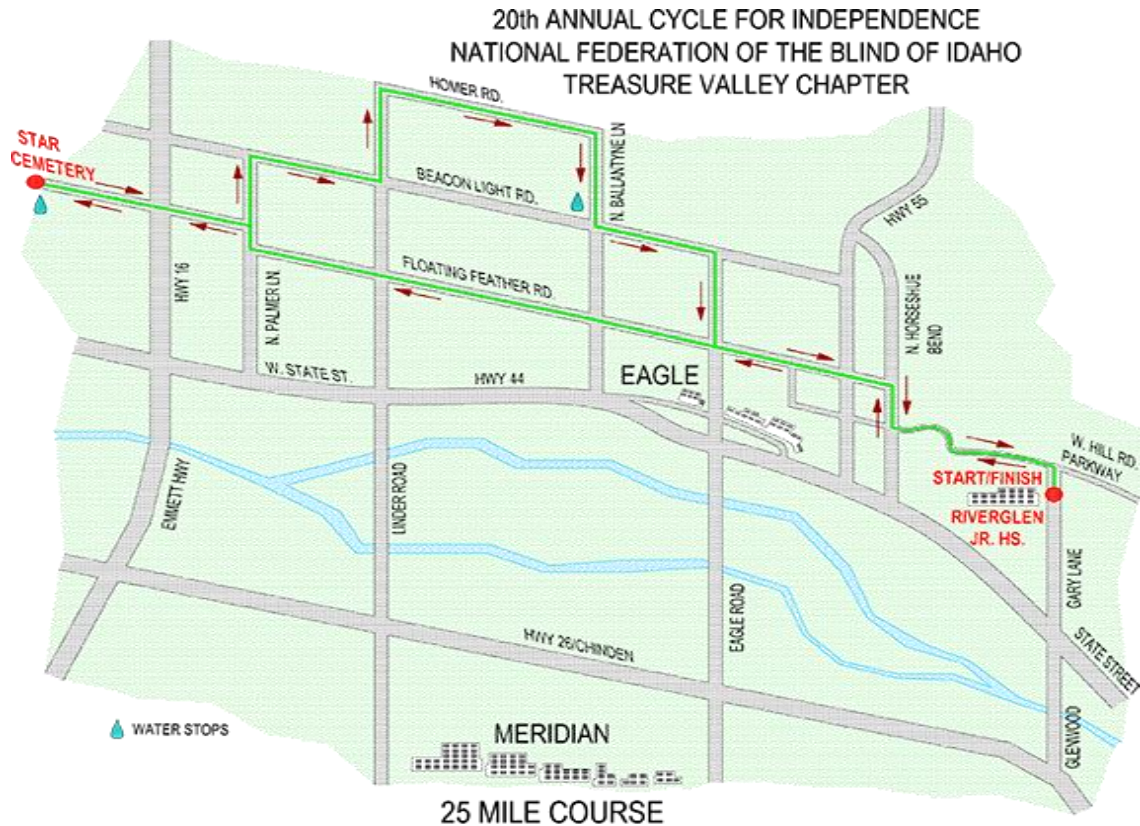 20th ANNUAL CYCLE FOR INDEPENDENCE
NATIONAL FEDERATION OF THE BLIND OF IDAHO
TREASURE VALLEY CHAPTER
HOMER RD.
STAR
CEMETERY
BEACON LIGHT RD.
N. BALLANTYNE LN
HWY 55
HWY 16
N. PALMER LN.
FLOATING FEATHER RD.
N. HORSESHUE
BEND
W. STATE ST.
HWY 44
EAGLE
W. HILL RD.
PARKWAY
START/FINISH
RIVERGLEN
JR. HS.
EMMETT HWY
LINDER ROAD
EAGLE ROAD
GARY LANE
STATE STREET
HWY 26/CHINDEN
GLENWOOD
WATER STOPS
MERIDIAN
25 MILE COURSE